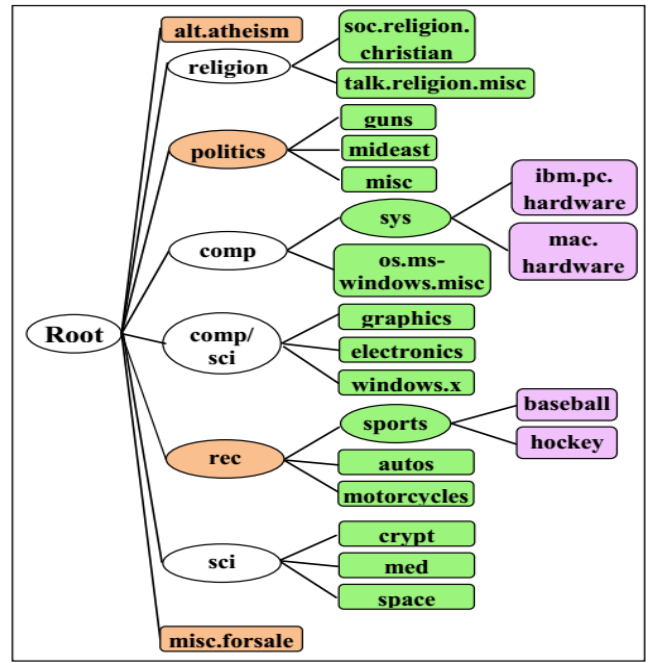 alt.atheism
religion
soc.religion.
christian
talk.religion.misc
politics
guns
mideast
misc
comp
sys
ibm.pc.
hardware
mac.
hardware
os.ms-
windows.misc
Root
comp/
sci
graphics
electronics
windows.x
rec
sports
baseball
hockey
autos
motorcycles
sci
crypt
med
space
misc.forsale